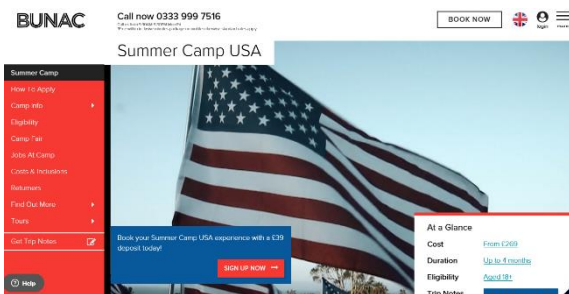 BUNAC
Call now 0333 999 7516
BOOK NOW
login
Summer Camp USA
Summer Camp
How To Apply
Camp Info
Eligibility
Camp Fair
Jobs At Camp
Costs & Inclusions
Returners
Find Out More
Tours
Get Trip Notes
Help
Book your Summer Camp USA experience with a £39
deposit today!
SIGN UP NOW
At a Glance
Cost From £269
Duration Up to 4 months
Eligibility Aged 18+
Trip Notes